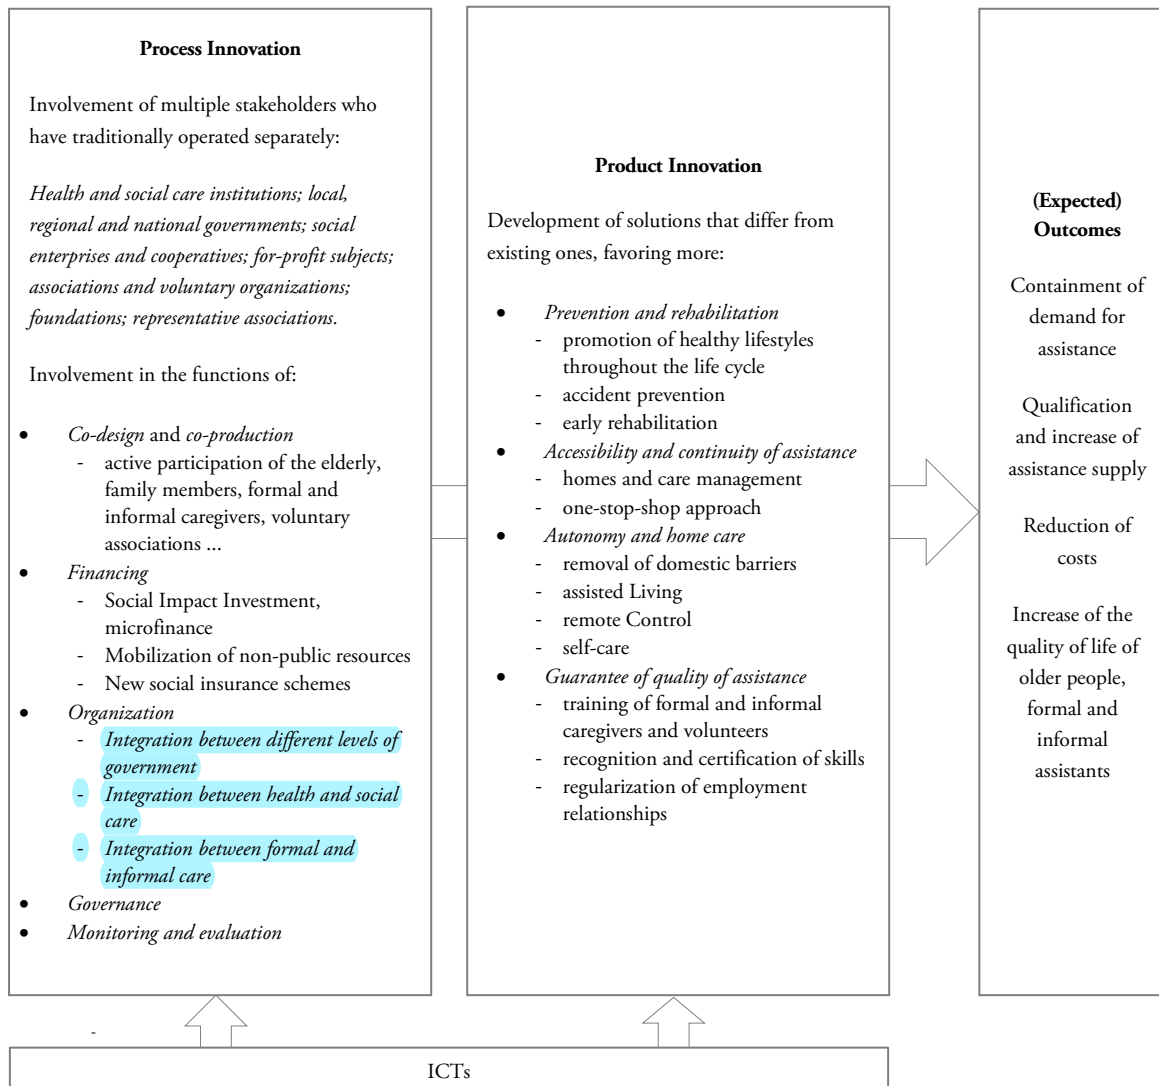 Process Innovation
Involvement of multiple stakeholders who
have traditionally operated separately:
Health and social care institutions; local,
regional and national governments; social
enterprises and cooperatives; for-profit subjects;
associations and voluntary organizations;
foundations; representative associations.
Involvement in the functions of:
• Co-design and co-production
- active participation of the elderly,
family members, formal and
informal caregivers, voluntary
associations ...
• Financing
- Social Impact Investment,
microfinance
- Mobilization of non-public resources
- New social insurance schemes
• Organization
- Integration between different levels of
government
- Integration between health and social
care
- Integration between formal and
informal care
• Governance
• Monitoring and evaluation
-
Product Innovation
Development of solutions that differ from
existing ones, favoring more:
• Prevention and rehabilitation
- promotion of healthy lifestyles
throughout the life cycle
- accident prevention
- early rehabilitation
• Accessibility and continuity of assistance
- homes and care management
- one-stop-shop approach
• Autonomy and home care
- removal of domestic barriers
- assisted Living
- remote Control
- self-care
• Guarantee of quality of assistance
- training of formal and informal
caregivers and volunteers
- recognition and certification of skills
- regularization of employment
relationships
(Expected)
Outcomes
Containment of
demand for
assistance
Qualification
and increase of
assistance supply
Reduction of
costs
Increase of the
quality of life of
older people,
formal and
informal
assistants
ICTs